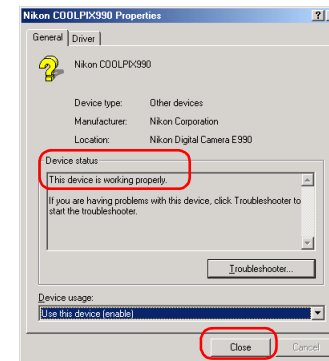 Nikon COOLPIX990 Properties
?
General
Driver
Nikon COOLPIX990
Device type: Other devices
Manufacturer: Nikon Corporation
Location: Nikon Digital Camera E990
Device status
This device is working properly.
If you are having problems with this device, click Troubleshooter to
start the troubleshooter.
Troubleshooter...
Device usage:
Use this device (enable)
Close
Cancel